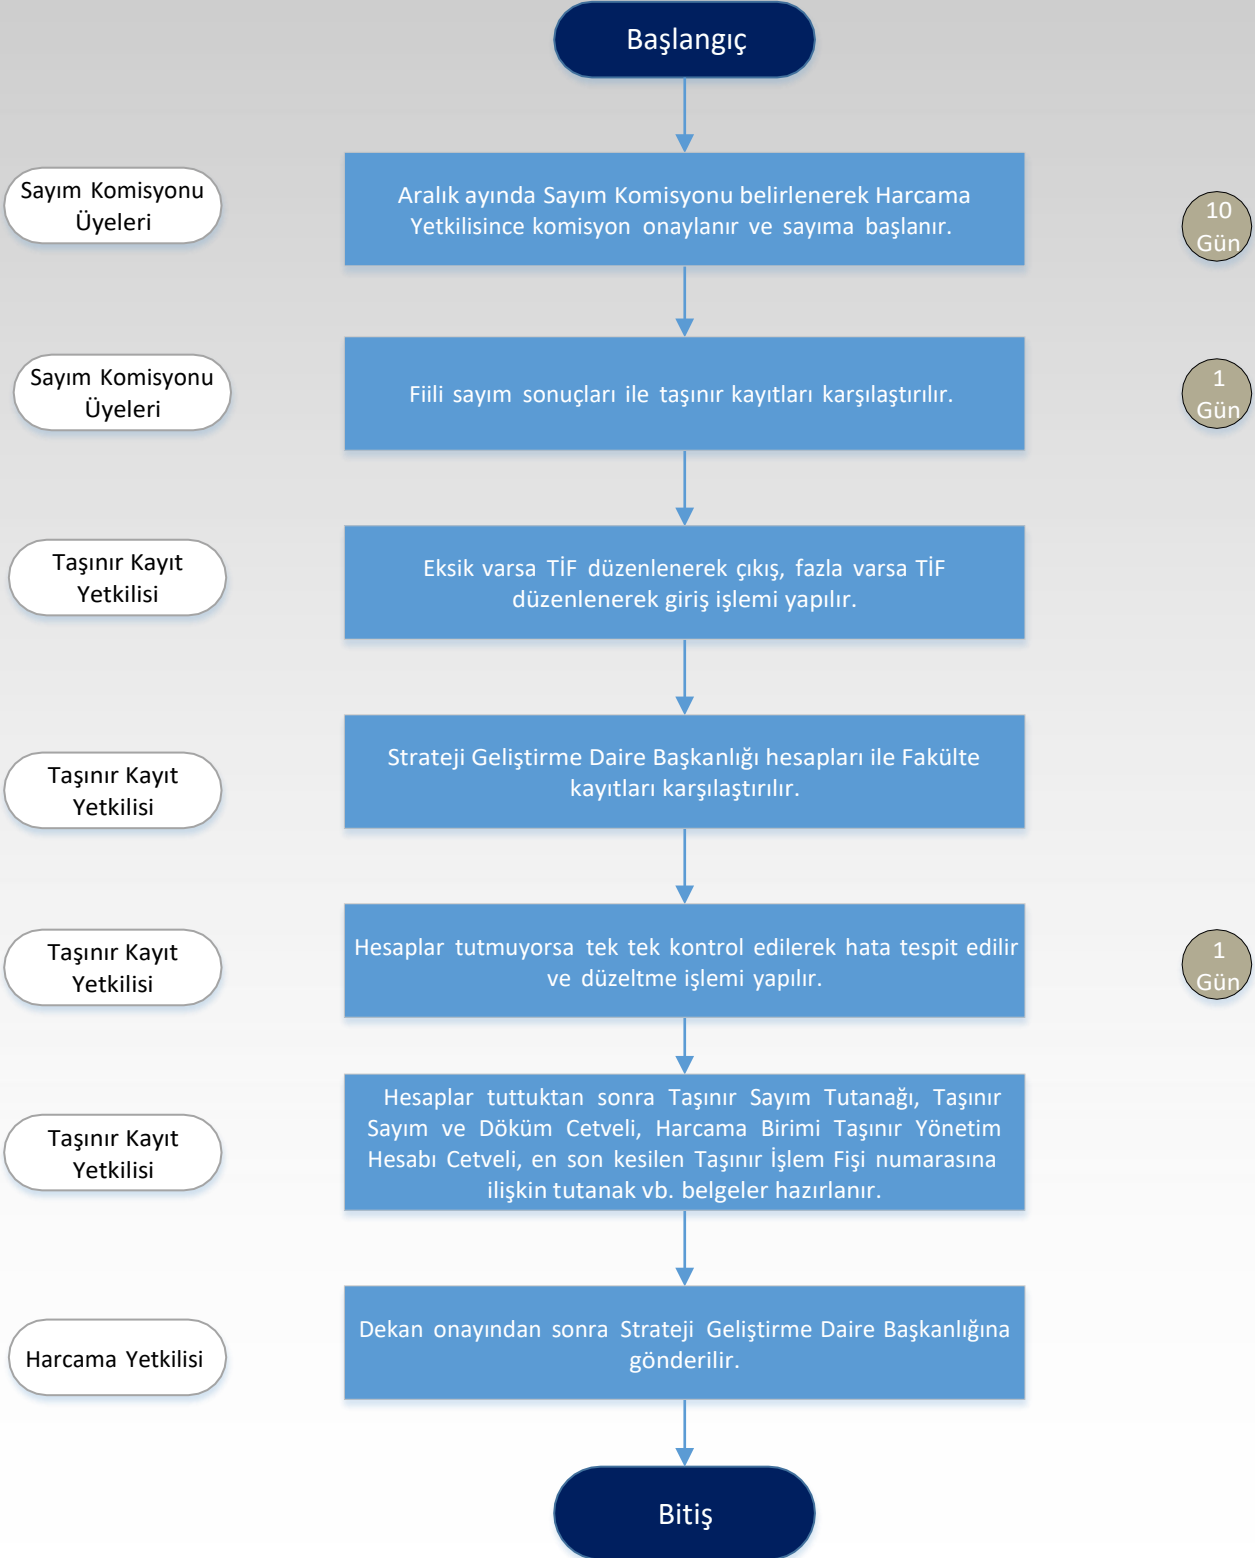 Başlangıç
Sayım Komisyonu
Üyeleri
Aralık ayında Sayım Komisyonu belirlenerek Harcama
Yetkilisince komisyon onaylanır ve sayıma başlanır.
10
Gün
Sayım Komisyonu
Üyeleri
Fiili sayım sonuçları ile taşınır kayıtları karşılaştırılır.
1
Gün
Taşınır Kayıt
Yetkilisi
Eksik varsa TİF düzenlenerek çıkış, fazla varsa TİF
düzenlenerek giriş işlemi yapılır.
Taşınır Kayıt
Yetkilisi
Strateji Geliştirme Daire Başkanlığı hesapları ile Fakülte
kayıtları karşılaştırılır.
Taşınır Kayıt
Yetkilisi
Hesaplar tutmuyorsa tek tek kontrol edilerek hata tespit edilir
ve düzeltme işlemi yapılır.
1
Gün
Taşınır Kayıt
Yetkilisi
Hesaplar tuttuktan sonra Taşınır Sayım Tutanağı, Taşınır
Sayım ve Döküm Cetveli, Harcama Birimi Taşınır Yönetim
Hesabı Cetveli, en son kesilen Taşınır İşlem Fişi numarasına
ilişkin tutanak vb. belgeler hazırlanır.
Harcama Yetkilisi
Dekan onayından sonra Strateji Geliştirme Daire Başkanlığına
gönderilir.
Bitiş